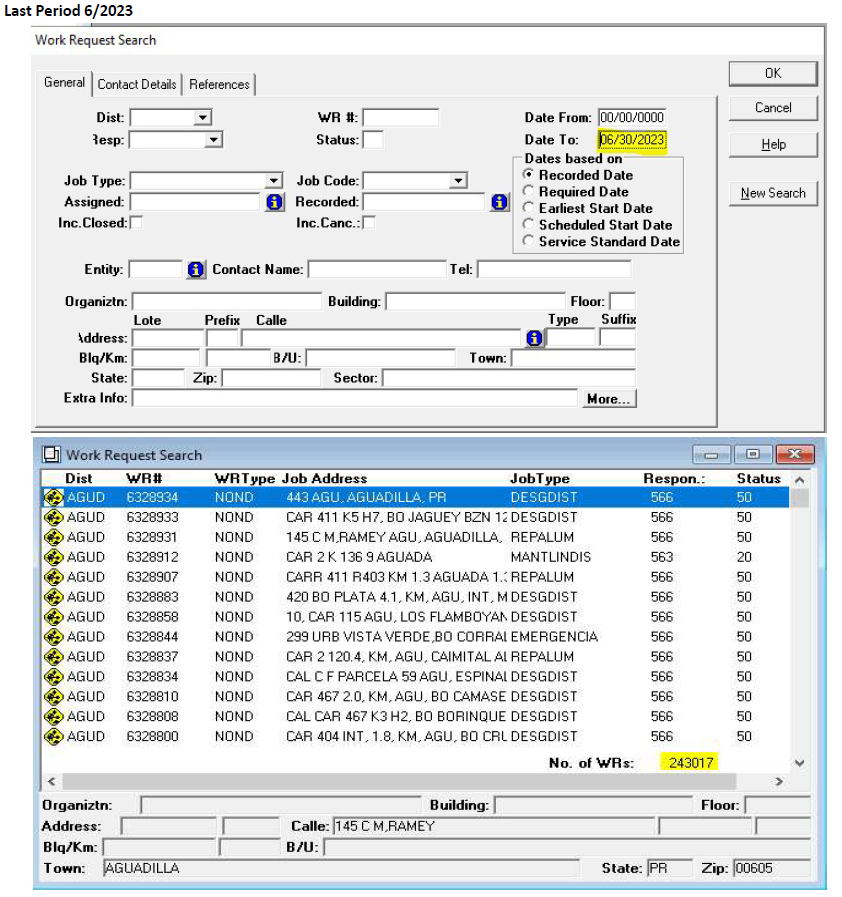 Last Period 6/2023
Work Request Search
General Contact Details References
OK
Cancel
Help
New Search
Dist: WR #: Date From: 00/00/0000
Resp: Status: Date To: 06/30/2023
Dates based on
Recorded Date
Required Date
Earliest Start Date
Scheduled Start Date
Service Standard Date
Job Type: Job Code:
Assigned: Recorded:
Inc.Closed: Inc.Canc.:
Entity: Contact Name: Tel:
Organiztn: Building: Floor:
Lote Prefix Calle Type Suffix
Address:
Blq/Km: B/U: Town:
State: Zip: Sector:
Extra Info: More...
Work Request Search
Dist WR# WRType Job Address JobType Respon.: Status
AGUD 6328934 NOND 443 AGU, AGUADILLA, PR DESGDIST 566 50
AGUD 6328933 NOND CAR 411 K5 H7, BO JAGUEY BZN 12 DESGDIST 566 50
AGUD 6328931 NOND 145 C M,RAMEY AGU, AGUADILLA, REPALUM 566 50
AGUD 6328912 NOND CAR 2 K 136 9 AGUADA MANTLINDIS 563 20
AGUD 6328907 NOND CARR 411 R403 KM 1.3 AGUADA 1.: REPALUM 566 50
AGUD 6328883 NOND 420 BO PLATA 4.1, KM, AGU, INT, M DESGDIST 566 50
AGUD 6328858 NOND 10, CAR 115 AGU, LOS FLAMBOYAN DESGDIST 566 50
AGUD 6328844 NOND 299 URB VISTA VERDE,BO CORRAL EMERGENCIA 566 50
AGUD 6328837 NOND CAR 2 120.4, KM, AGU, CAIMITAL AL REPALUM 566 50
AGUD 6328834 NOND CAL C F PARCELA 59 AGU, ESPINAL DESGDIST 566 50
AGUD 6328810 NOND CAR 467 2.0, KM, AGU, BO CAMASE DESGDIST 566 50
AGUD 6328808 NOND CAL CAR 467 K3 H2, BO BORINQUE DESGDIST 566 50
AGUD 6328800 NOND CAR 404 INT, 1.8, KM, AGU, BO CRU DESGDIST 566 50
No. of WRs: 243017
Organiztn: Building: Floor:
Address: Calle: 145 C M,RAMEY
Blq/Km: B/U:
Town: AGUADILLA State: PR Zip: 00605